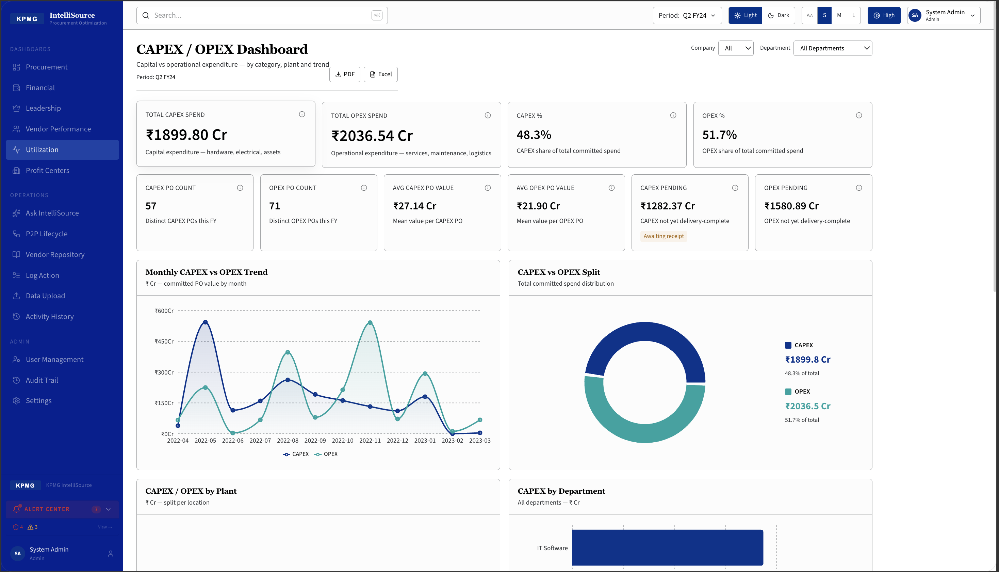 KPMG
IntelliSource
Procurement Optimization
DASHBOARDS
Procurement
Financial
Leadership
Vendor Performance
Utilization
Profit Centers
OPERATIONS
Ask IntelliSource
P2P Lifecycle
Vendor Repository
Log Action
Data Upload
Activity History
ADMIN
User Management
Audit Trail
Settings
KPMG KPMG IntelliSource
ALERT CENTER 7
4 3 View →
SA System Admin
Admin
Search... ⌘K
Period: Q2 FY24
Light Dark
AA S M L
High
SA System Admin
Admin
CAPEX / OPEX Dashboard
Capital vs operational expenditure — by category, plant and trend
Period: Q2 FY24
PDF Excel
Company All Department All Departments
TOTAL CAPEX SPEND
₹1899.80 Cr
Capital expenditure — hardware, electrical, assets
TOTAL OPEX SPEND
₹2036.54 Cr
Operational expenditure — services, maintenance, logistics
CAPEX %
48.3%
CAPEX share of total committed spend
OPEX %
51.7%
OPEX share of total committed spend
CAPEX PO COUNT
57
Distinct CAPEX POs this FY
OPEX PO COUNT
71
Distinct OPEX POs this FY
AVG CAPEX PO VALUE
₹27.14 Cr
Mean value per CAPEX PO
AVG OPEX PO VALUE
₹21.90 Cr
Mean value per OPEX PO
CAPEX PENDING
₹1282.37 Cr
CAPEX not yet delivery-complete
Awaiting receipt
OPEX PENDING
₹1580.89 Cr
OPEX not yet delivery-complete
Monthly CAPEX vs OPEX Trend
₹ Cr — committed PO value by month
₹600Cr
₹450Cr
₹300Cr
₹150Cr
₹0Cr
2022-04 2022-05 2022-06 2022-07 2022-08 2022-09 2022-10 2022-11 2022-12 2023-01 2023-02 2023-03
CAPEX OPEX
CAPEX vs OPEX Split
Total committed spend distribution
CAPEX
₹1899.8 Cr
48.3% of total
OPEX
₹2036.5 Cr
51.7% of total
CAPEX / OPEX by Plant
₹ Cr — split per location
CAPEX by Department
All departments — ₹ Cr
IT Software